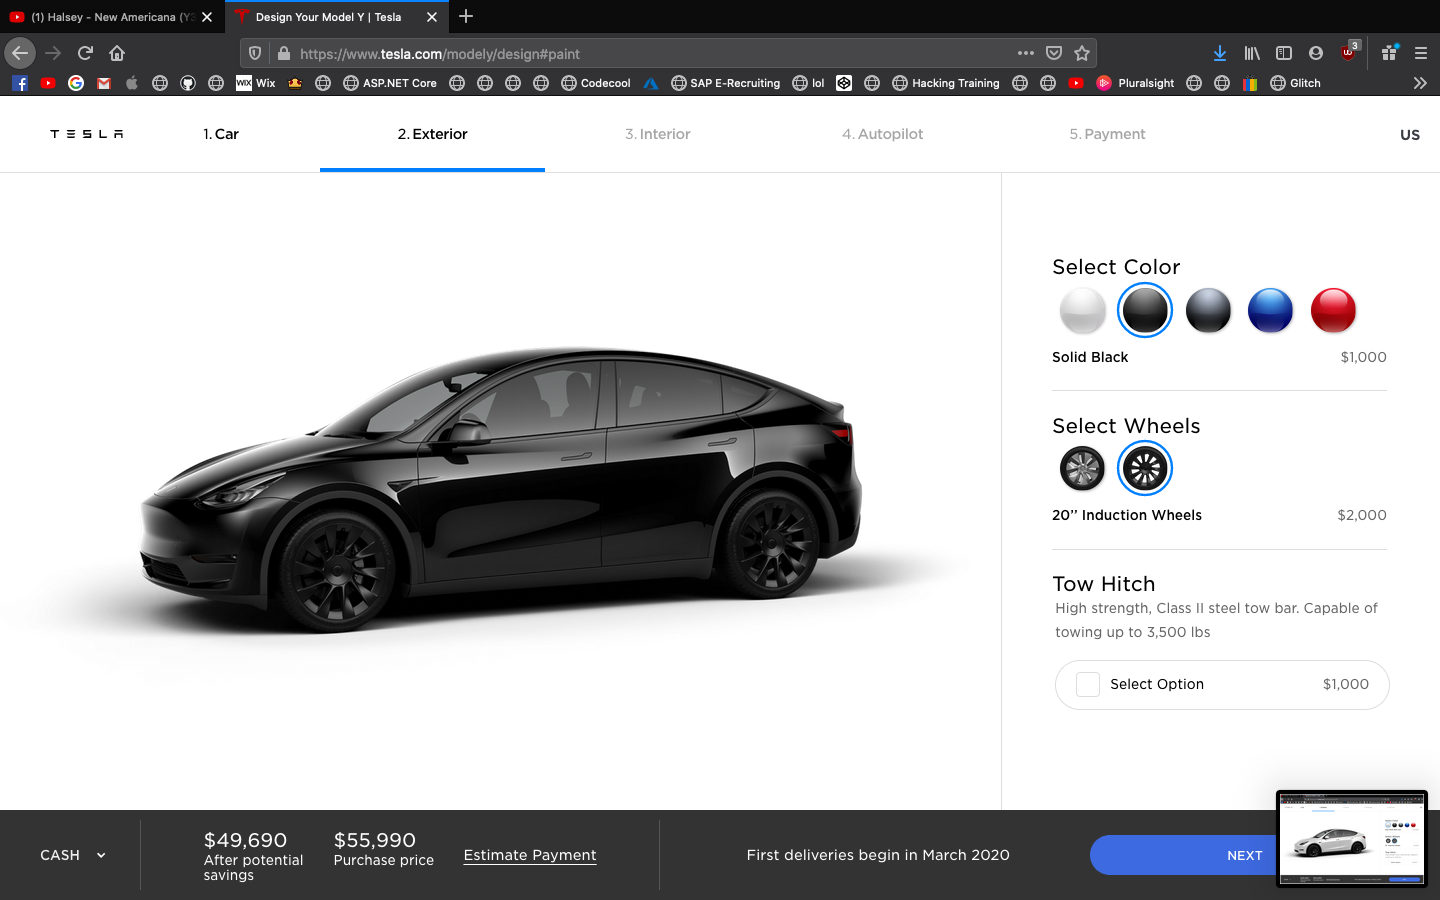 (1) Halsey - New Americana (Y
Design Your Model Y | Tesla
https://www.tesla.com/modely/design#paint
3
WIX Wix
ASP.NET Core
Codecool
SAP E-Recruiting
lol
Hacking Training
Pluralsight
Glitch
TESLA
1. Car
2. Exterior
3. Interior
4. Autopilot
5. Payment
US
Select Color
Solid Black $1,000
Select Wheels
20’’ Induction Wheels $2,000
Tow Hitch
High strength, Class II steel tow bar. Capable of
towing up to 3,500 lbs
Select Option $1,000
CASH
$49,690
After potential
savings
$55,990
Purchase price
Estimate Payment
First deliveries begin in March 2020
NEXT